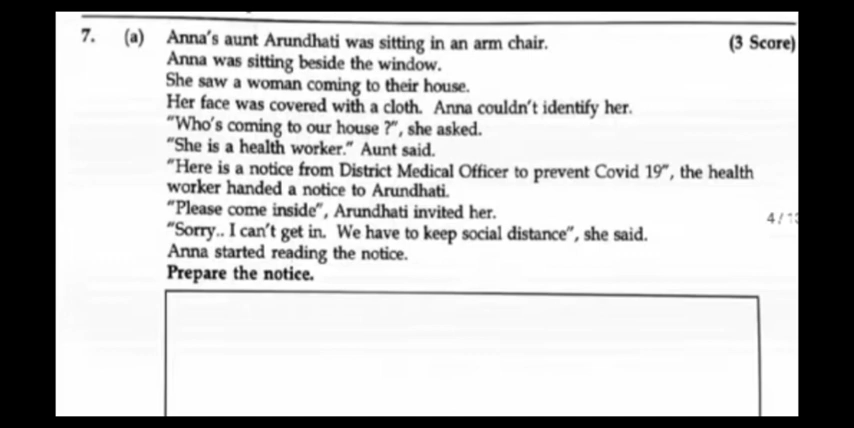 7. (a) Anna's aunt Arundhati was sitting in an arm chair. (3 Score)
Anna was sitting beside the window.
She saw a woman coming to their house.
Her face was covered with a cloth. Anna couldn't identify her.
"Who's coming to our house ?", she asked.
"She is a health worker." Aunt said.
"Here is a notice from District Medical Officer to prevent Covid 19", the health
worker handed a notice to Arundhati.
"Please come inside", Arundhati invited her.
"Sorry.. I can't get in. We have to keep social distance", she said.
Anna started reading the notice.
Prepare the notice.